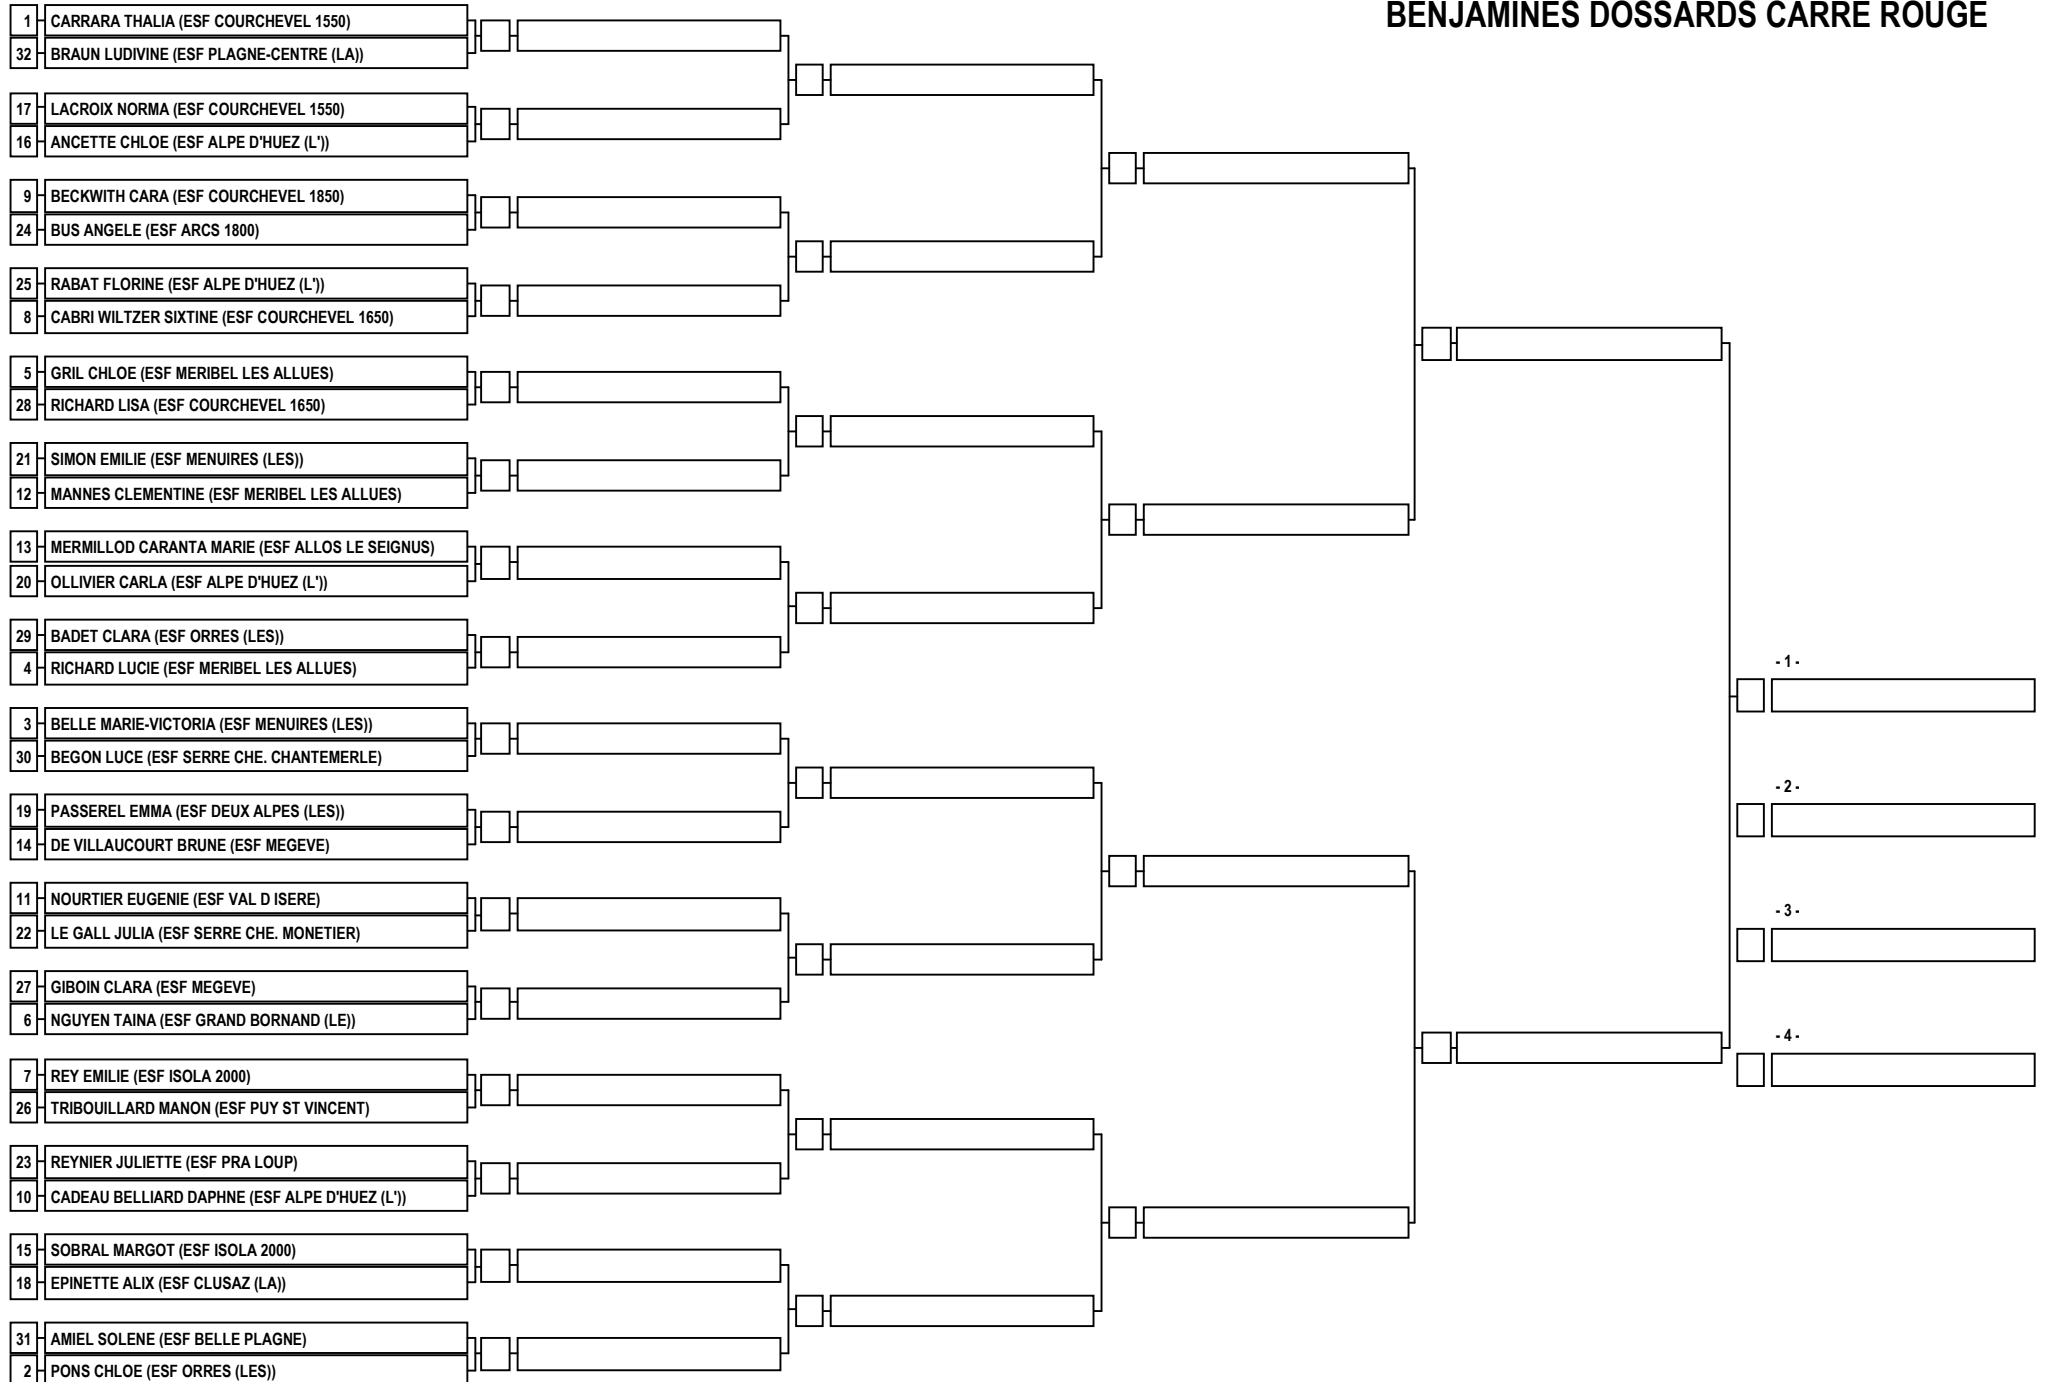 BENJAMINES DOSSARDS CARRE ROUGE
1 CARRARA THALIA (ESF COURCHEVEL 1550)
32 BRAUN LUDIVINE (ESF PLAGNE-CENTRE (LA))
17 LACROIX NORMA (ESF COURCHEVEL 1550)
16 ANCETTE CHLOE (ESF ALPE D'HUEZ (L'))
9 BECKWITH CARA (ESF COURCHEVEL 1850)
24 BUS ANGELE (ESF ARCS 1800)
25 RABAT FLORINE (ESF ALPE D'HUEZ (L'))
8 CABRI WILTZER SIXTINE (ESF COURCHEVEL 1650)
5 GRIL CHLOE (ESF MERIBEL LES ALLUES)
28 RICHARD LISA (ESF COURCHEVEL 1650)
21 SIMON EMILIE (ESF MENUIRES (LES))
12 MANNES CLEMENTINE (ESF MERIBEL LES ALLUES)
13 MERMILLOD CARANTA MARIE (ESF ALLOS LE SEIGNUS)
20 OLLIVIER CARLA (ESF ALPE D'HUEZ (L'))
29 BADET CLARA (ESF ORRES (LES))
4 RICHARD LUCIE (ESF MERIBEL LES ALLUES)
3 BELLE MARIE-VICTORIA (ESF MENUIRES (LES))
30 BEGON LUCE (ESF SERRE CHE. CHANTEMERLE)
19 PASSEREL EMMA (ESF DEUX ALPES (LES))
14 DE VILLAUCOURT BRUNE (ESF MEGEVE)
11 NOURTIER EUGENIE (ESF VAL D ISERE)
22 LE GALL JULIA (ESF SERRE CHE. MONETIER)
27 GIBOIN CLARA (ESF MEGEVE)
6 NGUYEN TAINA (ESF GRAND BORNAND (LE))
7 REY EMILIE (ESF ISOLA 2000)
26 TRIBOUILLARD MANON (ESF PUY ST VINCENT)
23 REYNIER JULIETTE (ESF PRA LOUP)
10 CADEAU BELLIARD DAPHNE (ESF ALPE D'HUEZ (L'))
15 SOBRAL MARGOT (ESF ISOLA 2000)
18 EPINETTE ALIX (ESF CLUSAZ (LA))
31 AMIEL SOLENE (ESF BELLE PLAGNE)
2 PONS CHLOE (ESF ORRES (LES))
- 1 -
- 2 -
- 3 -
- 4 -